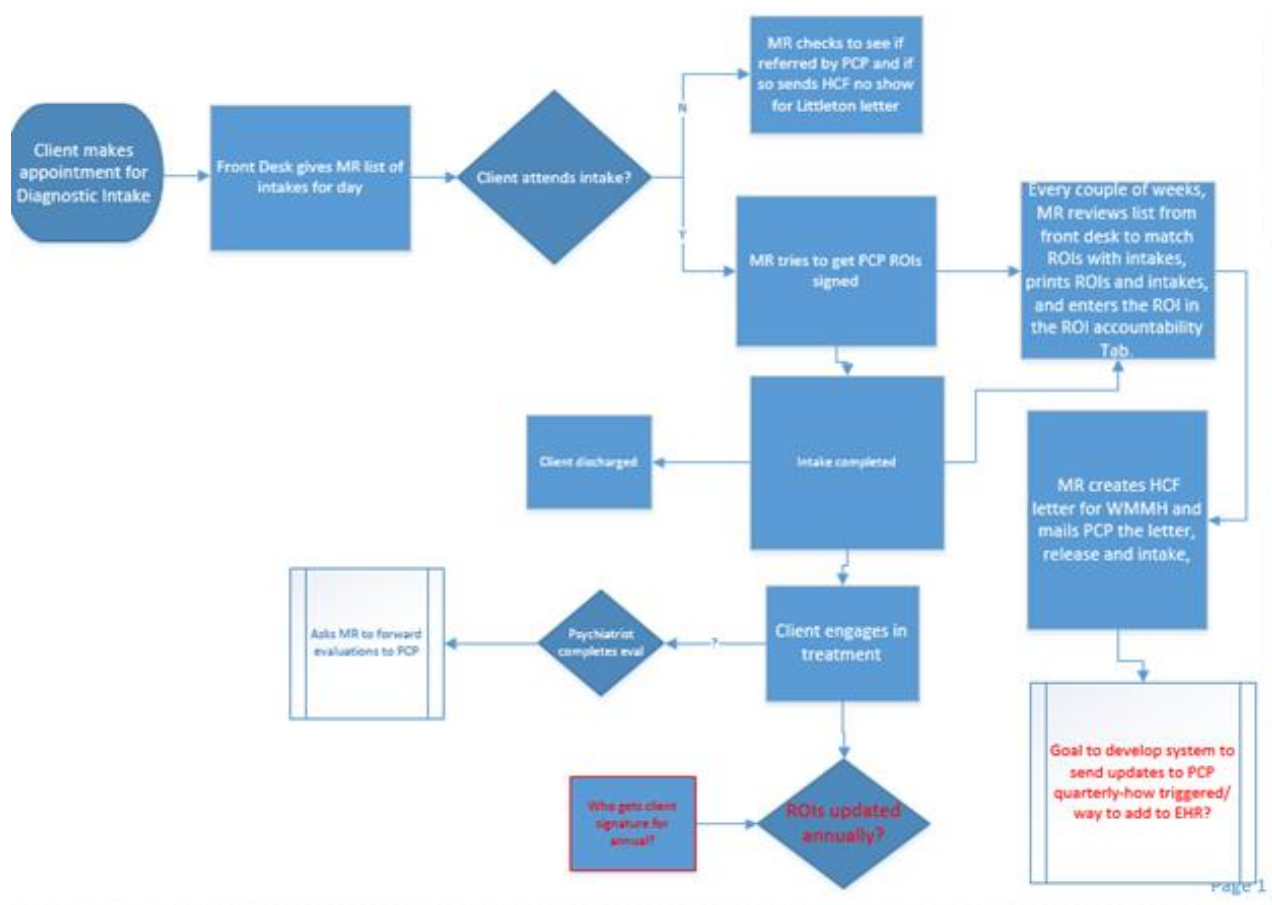 MR checks to see if
referred by PCP and if
so sends HCF no show
for Littleton letter
Client makes
appointment for
Diagnostic Intake
Front Desk gives MR list of
intakes for day
Client attends intake?
N
Y
MR tries to get PCP ROIs
signed
Every couple of weeks,
MR reviews list from
front desk to match
ROIs with intakes,
prints ROIs and intakes,
and enters the ROI in
the ROI accountability
Tab.
Client discharged
Intake completed
MR creates HCF
letter for WMMH and
mails PCP the letter,
release and intake,
Asks MR to forward
evaluations to PCP
Psychiatrist
completes eval
?
Client engages in
treatment
Who gets client
signature for
annual?
ROIs updated
annually?
Goal to develop system to
send updates to PCP
quarterly-how triggered/
way to add to EHR?
Page 1